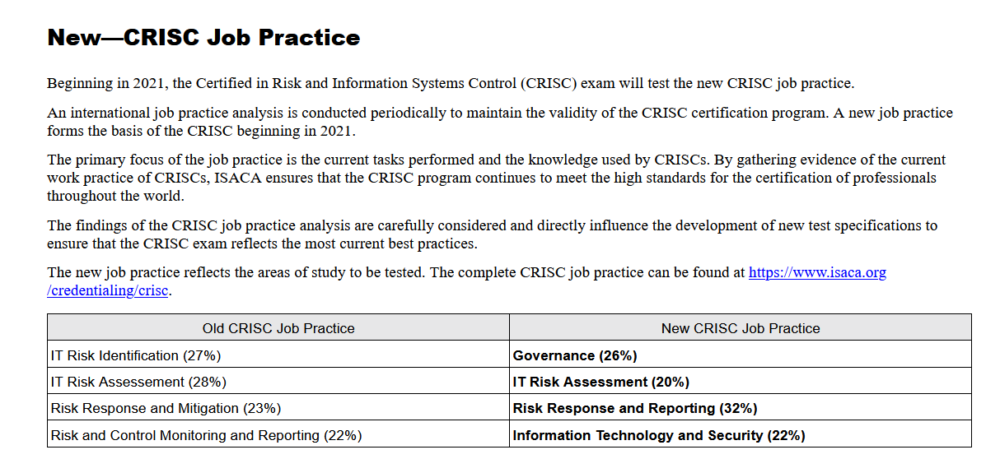 New—CRISC Job Practice
Beginning in 2021, the Certified in Risk and Information Systems Control (CRISC) exam will test the new CRISC job practice.
An international job practice analysis is conducted periodically to maintain the validity of the CRISC certification program. A new job practice
forms the basis of the CRISC beginning in 2021.
The primary focus of the job practice is the current tasks performed and the knowledge used by CRISCs. By gathering evidence of the current
work practice of CRISCs, ISACA ensures that the CRISC program continues to meet the high standards for the certification of professionals
throughout the world.
The findings of the CRISC job practice analysis are carefully considered and directly influence the development of new test specifications to
ensure that the CRISC exam reflects the most current best practices.
The new job practice reflects the areas of study to be tested. The complete CRISC job practice can be found at https://www.isaca.org
/credentialing/crisc.
Old CRISC Job Practice New CRISC Job Practice
IT Risk Identification (27%) Governance (26%)
IT Risk Assessement (28%) IT Risk Assessment (20%)
Risk Response and Mitigation (23%) Risk Response and Reporting (32%)
Risk and Control Monitoring and Reporting (22%) Information Technology and Security (22%)